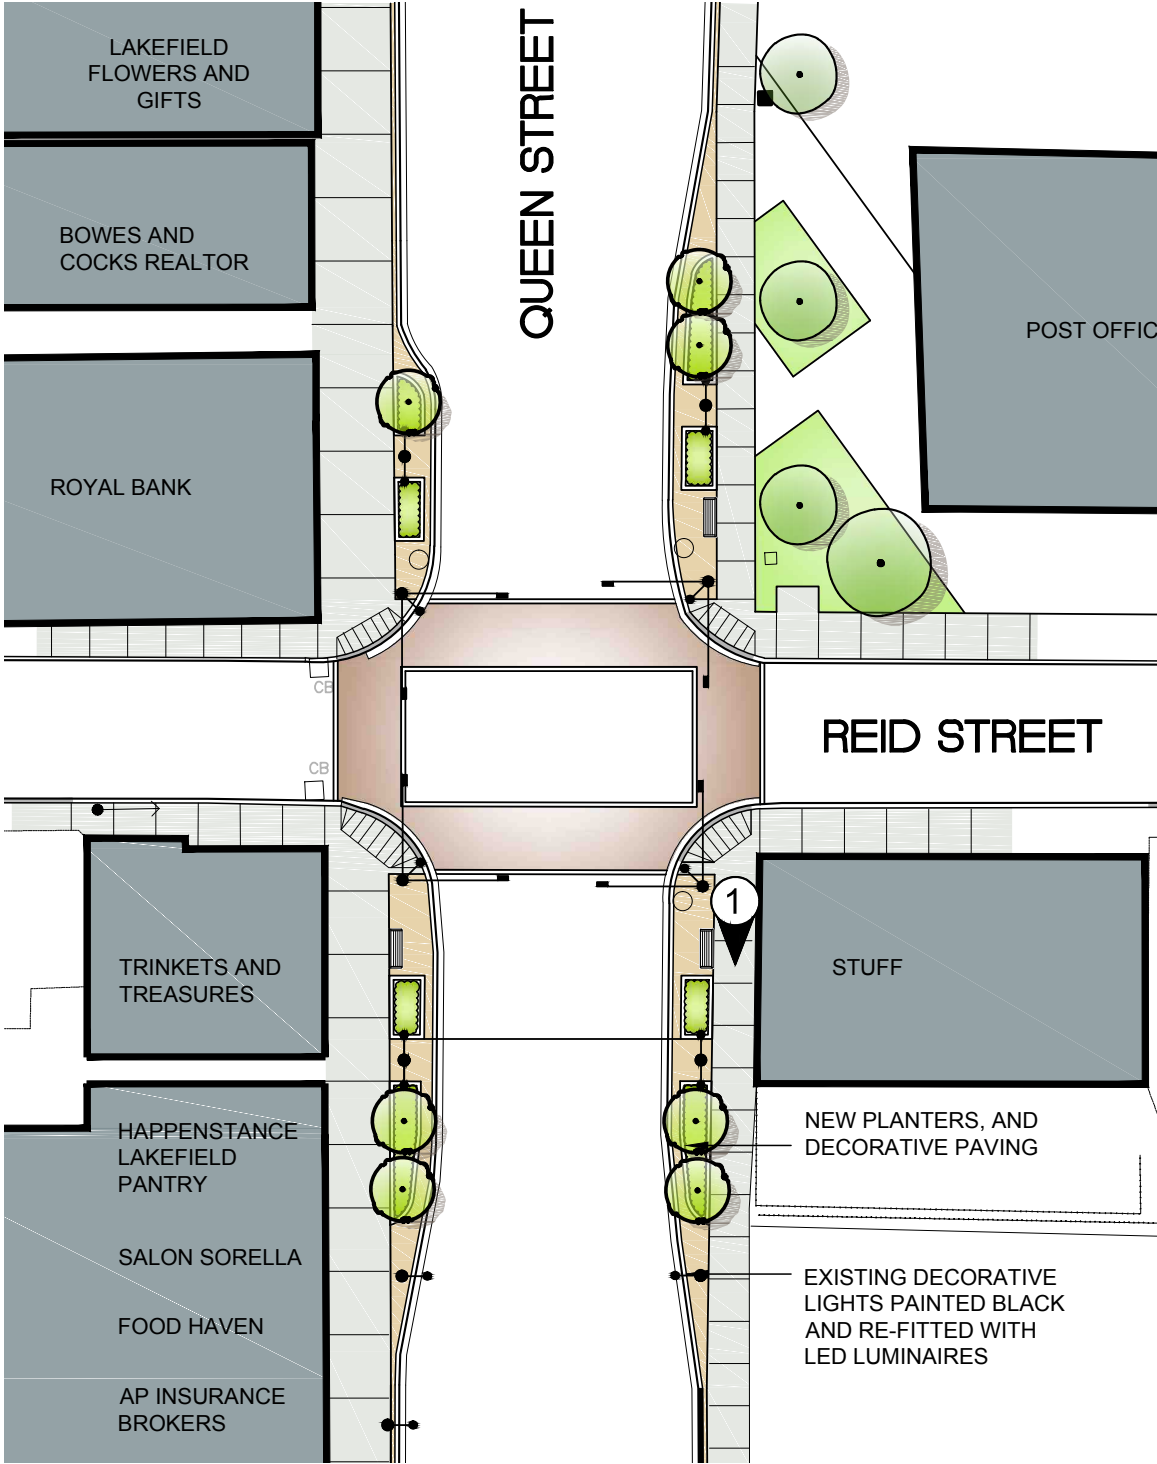 LAKEFIELD
FLOWERS AND
GIFTS
QUEEN STREET
BOWES AND
COCKS REALTOR
POST OFFIC
ROYAL BANK
CB
REID STREET
CB
1
TRINKETS AND
TREASURES
STUFF
HAPPENSTANCE
LAKEFIELD
PANTRY
NEW PLANTERS, AND
DECORATIVE PAVING
SALON SORELLA
EXISTING DECORATIVE
LIGHTS PAINTED BLACK
AND RE-FITTED WITH
LED LUMINAIRES
FOOD HAVEN
AP INSURANCE
BROKERS